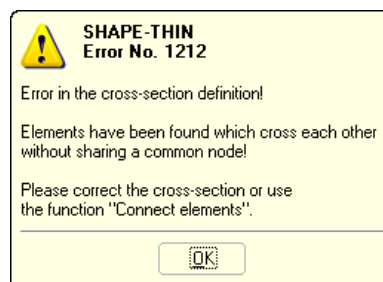 SHAPE-THIN
Error No. 1212
Error in the cross-section definition!
Elements have been found which cross each other
without sharing a common node!
Please correct the cross-section or use
the function "Connect elements".
OK